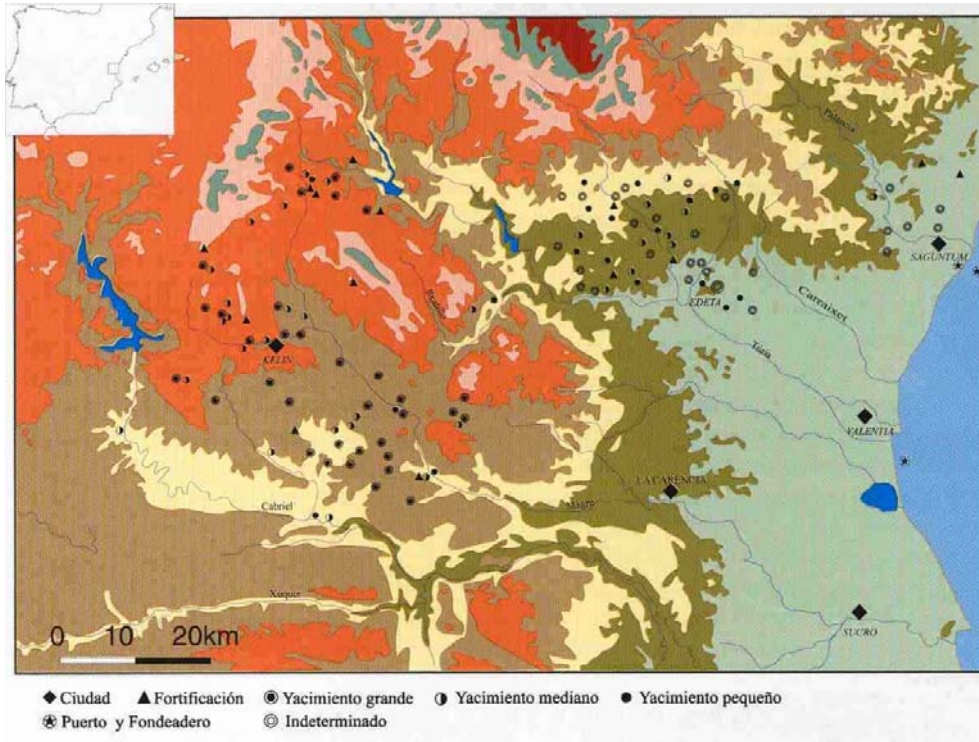 Palancia
SAGUNTUM
EDETA
Carraixet
Turia
KELIN
VALENTIA
LA CARENCIA
Magro
Cabriel
Xúquer
SUCRO
0 10 20km
Ciudad Fortificación Yacimiento grande Yacimiento mediano Yacimiento pequeño
Puerto y Fondeadero Indeterminado